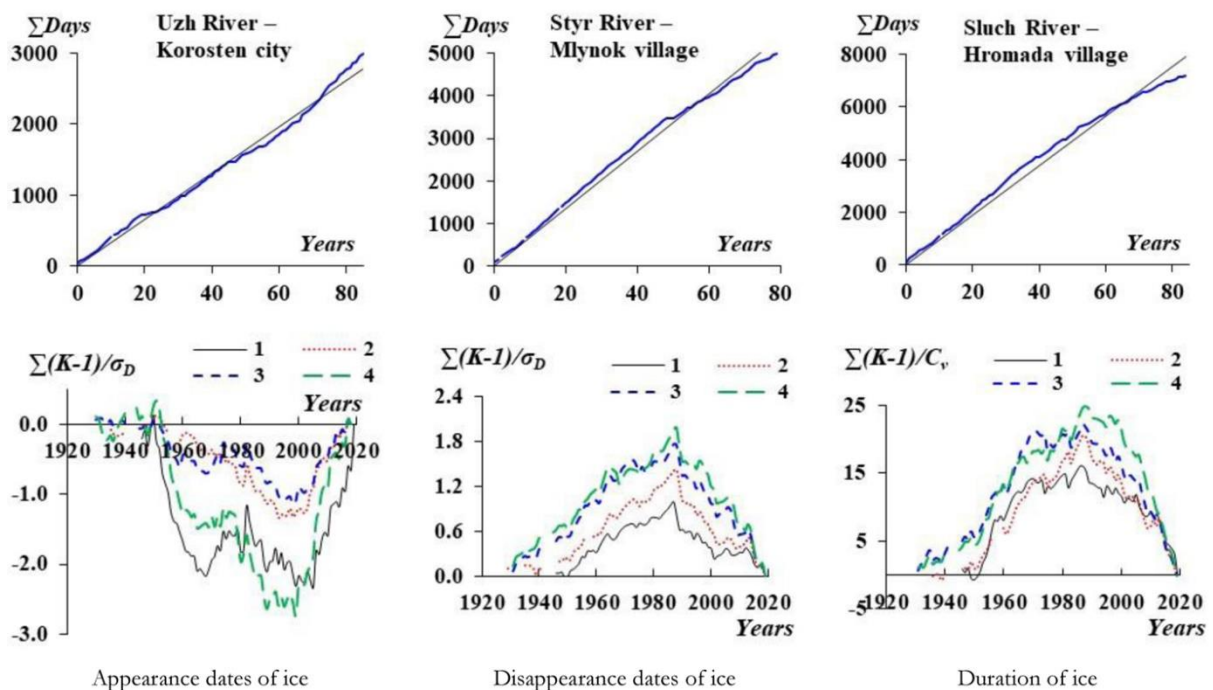 ∑Days
Uzh River –
Korosten city
3000
2000
1000
0
Years
0 20 40 60 80
∑Days
Styr River –
Mlynok village
5000
4000
3000
2000
1000
0
Years
0 20 40 60 80
∑Days
Sluch River –
Hromada village
8000
6000
4000
2000
0
Years
0 20 40 60 80
∑(K-1)/σD
1 2
3 4
Years
0.0
1920 1940 1960 1980 2000 2020
-1.0
-2.0
-3.0
Appearance dates of ice
∑(K-1)/σD
1 2
3 4
2.4
1.8
1.2
0.6
0.0
1920 1940 1960 1980 2000 2020
Years
Disappearance dates of ice
∑(K-1)/Cv
1 2
3 4
25
15
5
-5
1920 1940 1960 1980 2000 2020
Years
Duration of ice